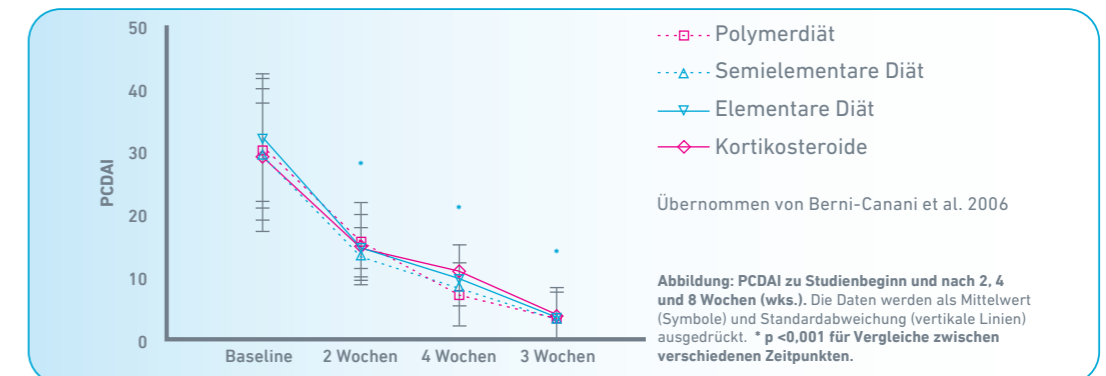 50
40
30
20
10
0
PCDAI
Baseline 2 Wochen 4 Wochen 3 Wochen
Polymerdiät
Semielementare Diät
Elementare Diät
Kortikosteroide
Übernommen von Berni-Canani et al. 2006
Abbildung: PCDAI zu Studienbeginn und nach 2, 4
und 8 Wochen (wks.). Die Daten werden als Mittelwert
(Symbole) und Standardabweichung (vertikale Linien)
ausgedrückt. * p <0,001 für Vergleiche zwischen
verschiedenen Zeitpunkten.